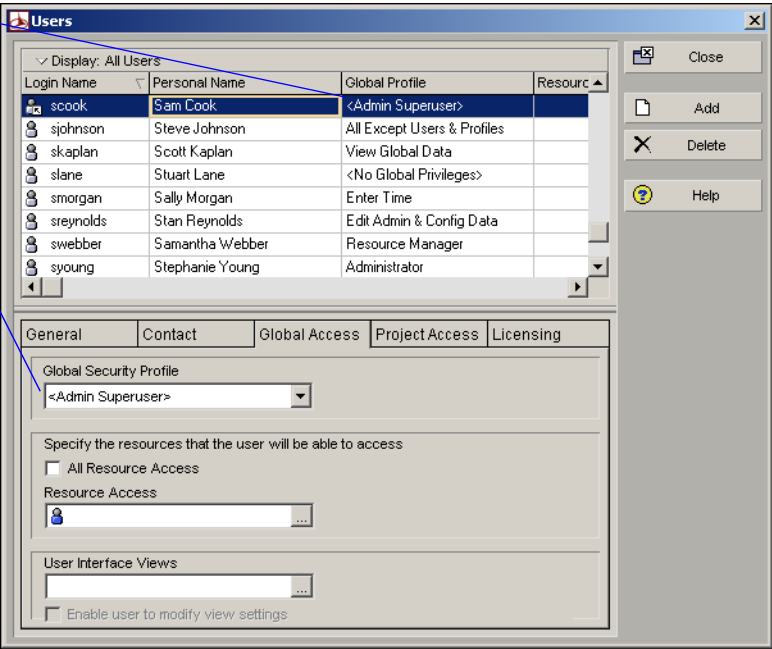 Users
Display: All Users
Close
Login Name Personal Name Global Profile Resourc
scook Sam Cook <Admin Superuser>
Add
sjohnson Steve Johnson All Except Users & Profiles
skaplan Scott Kaplan View Global Data
Delete
slane Stuart Lane <No Global Privileges>
smorgan Sally Morgan Enter Time
Help
sreynolds Stan Reynolds Edit Admin & Config Data
swebber Samantha Webber Resource Manager
syoung Stephanie Young Administrator
General Contact Global Access Project Access Licensing
Global Security Profile
<Admin Superuser>
Specify the resources that the user will be able to access
All Resource Access
Resource Access
...
User Interface Views
...
Enable user to modify view settings